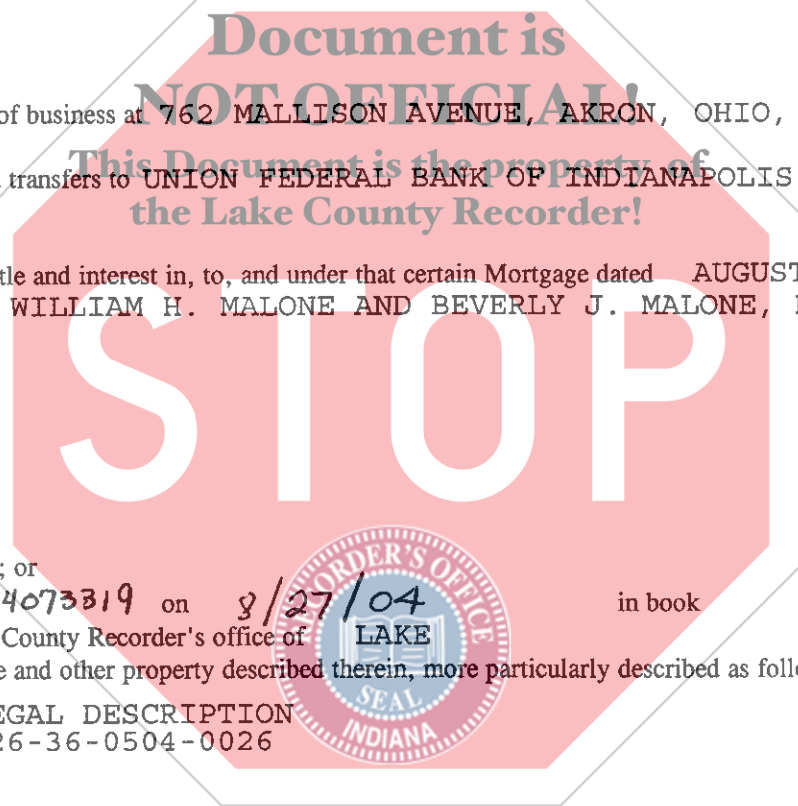 Document is
NOT OFFICIAL!
of business at 762 MALLISON AVENUE, AKRON, OHIO,
This Document is the property of
transfers to UNION FEDERAL BANK OF INDIANAPOLIS
the Lake County Recorder!
tle and interest in, to, and under that certain Mortgage dated AUGUST
WILLIAM H. MALONE AND BEVERLY J. MALONE,
STOP
; or
4073319 on 8/27/04 in book
County Recorder's office of LAKE
e and other property described therein, more particularly described as follo
EGAL DESCRIPTION
26-36-0504-0026
RECORDER'S OFFICE
SEAL
INDIANA